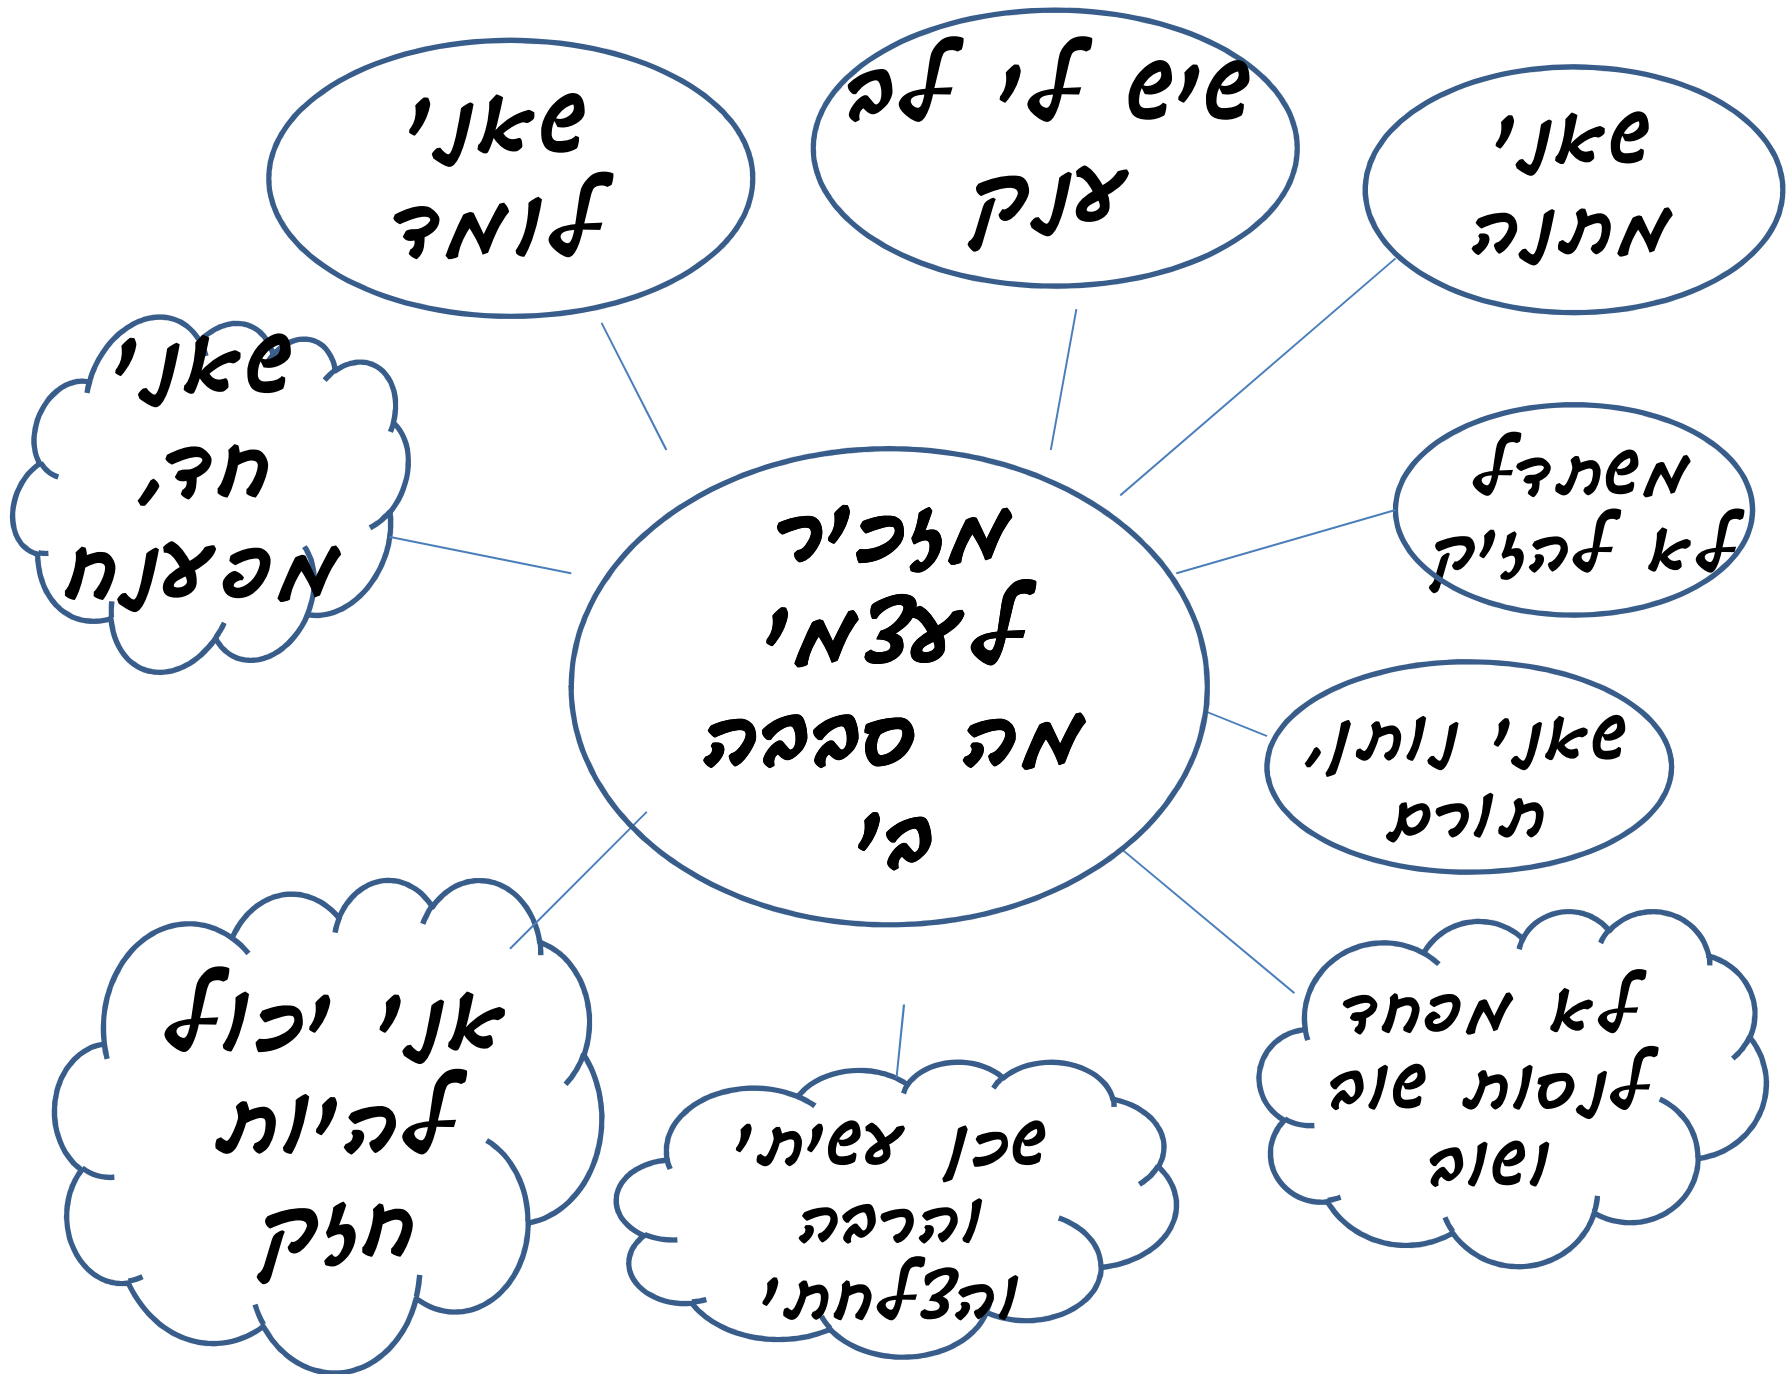 שאני
לומד
שיש לי לב
ענק
שאני
מתנה
שאני
חד,
מפענח
מזכיר
לעצמי
מה סבבה
בי
משתדל
לא להזיק
שאני נותן,
תורם
אני יכול
להיות
חזק
שכן עשיתי
והרבה
והצלחתי
לא מפחד
לנסות שוב
ושוב